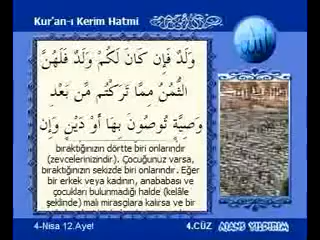 Kur'an-ı Kerim Hatmi
وَلَدٌ فَإِن كَانَ لَكُمْ وَلَدٌ فَلَهُنَّ
الثُّمُنُ مِمَّا تَرَكْتُم مِّن بَعْدِ
وَصِيَّةٍ تُوصُونَ بِهَا أَوْ دَيْنٍ وَإِن
bıraktığınızın dörtte biri onlarındır
(zevcelerinizindir). Çocuğunuz varsa,
bıraktığınızın sekizde biri onlarındır. Eğer
bir erkek veya kadının, anababası ve
çocukları bulunmadığı halde (kelâle
şeklinde) malı mirasçılara kalırsa ve bir
4-Nisa 12.Ayet
4.CÜZ
AJANS YILDIRIM